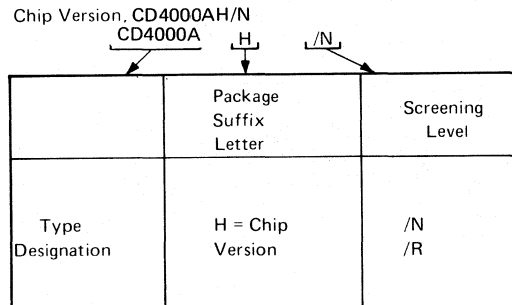 Chip Version, CD4000AH/N
CD4000A H /N
Package
Suffix
Letter
Screening
Level
Type
Designation
H = Chip
Version
/N
/R